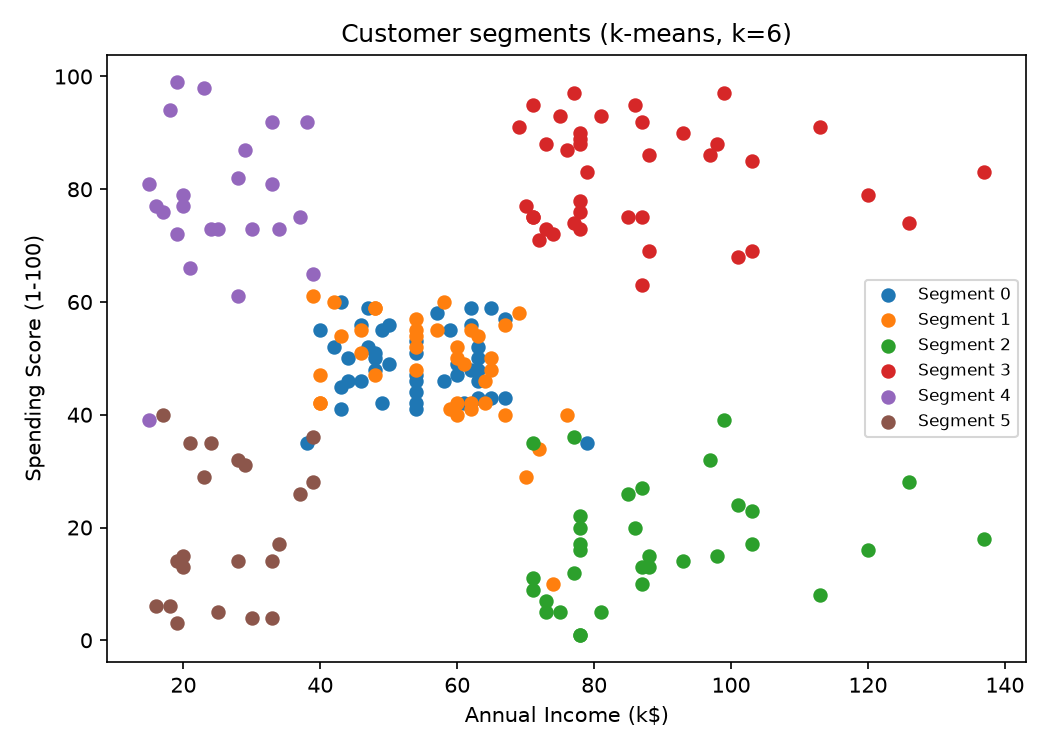 Customer segments (k-means, k=6)
100
80
60
40
20
0
Spending Score (1-100)
Segment 0
Segment 1
Segment 2
Segment 3
Segment 4
Segment 5
20
40
60
80
100
120
140
Annual Income (k$)